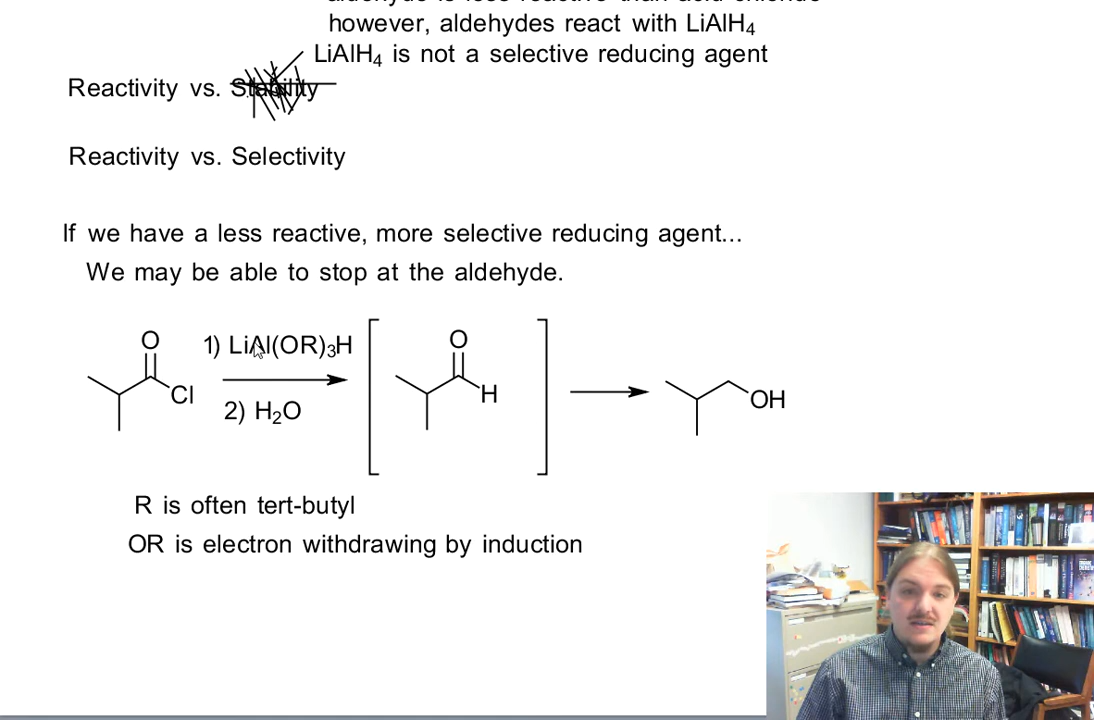 however, aldehydes react with LiAlH4
LiAlH4 is not a selective reducing agent
Reactivity vs. Stability
Reactivity vs. Selectivity
If we have a less reactive, more selective reducing agent...
We may be able to stop at the aldehyde.
O
Cl
1) LiAl(OR)3H
2) H2O
O
H
OH
R is often tert-butyl
OR is electron withdrawing by induction